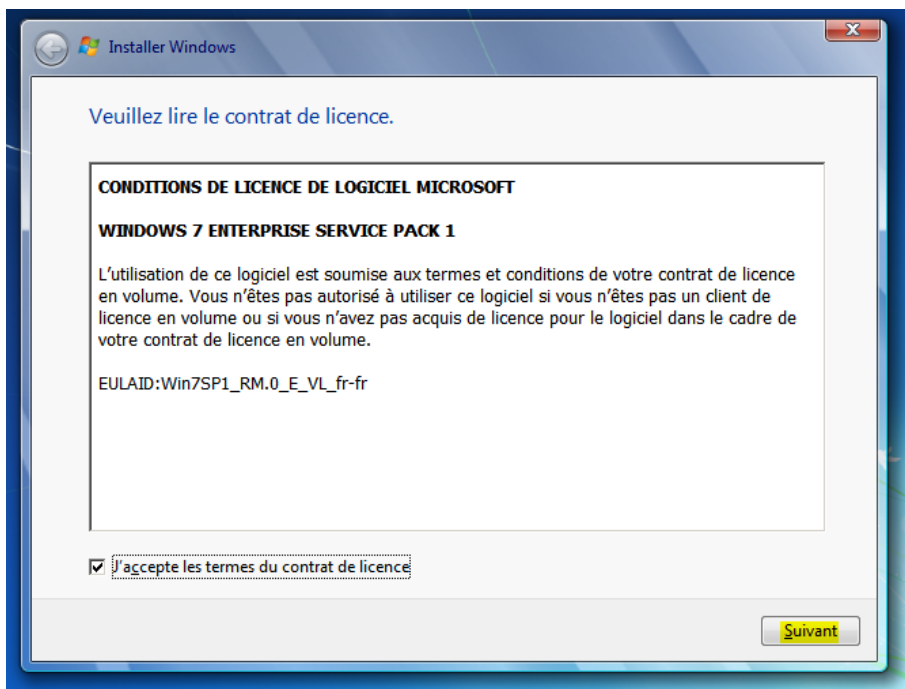 Installer Windows
Veuillez lire le contrat de licence.
CONDITIONS DE LICENCE DE LOGICIEL MICROSOFT
WINDOWS 7 ENTERPRISE SERVICE PACK 1
L'utilisation de ce logiciel est soumise aux termes et conditions de votre contrat de licence
en volume. Vous n'êtes pas autorisé à utiliser ce logiciel si vous n'êtes pas un client de
licence en volume ou si vous n'avez pas acquis de licence pour le logiciel dans le cadre de
votre contrat de licence en volume.
EULAID:Win7SP1_RM.0_E_VL_fr-fr
J'accepte les termes du contrat de licence
Suivant